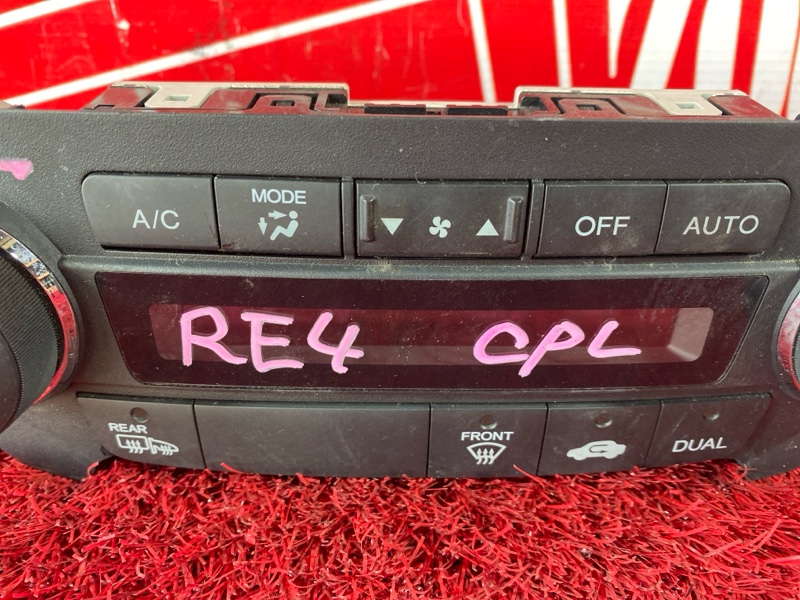 A/C MODE OFF AUTO
RE4 CPL
REAR FRONT DUAL